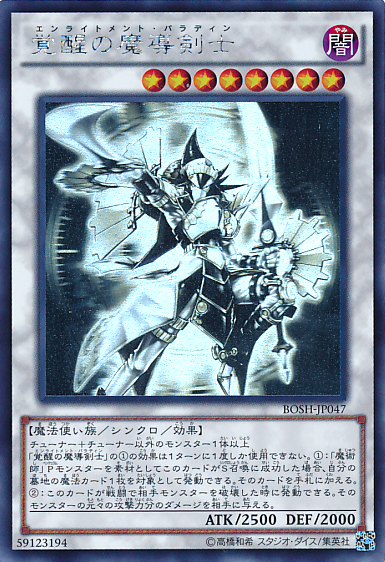 エンライトメント・パラディン
覚醒の魔導剣士
闇
BOSH-JP047
【魔法使い族／シンクロ／効果】
チューナー＋チューナー以外のモンスター1体以上
「覚醒の魔導剣士」の①の効果は1ターンに1度しか使用できない。①：「魔術
師」Pモンスターを素材としてこのカードがS召喚に成功した場合、自分の
墓地の魔法カード1枚を対象として発動できる。そのカードを手札に加える。
②：このカードが戦闘で相手モンスターを破壊した時に発動できる。そ
のモンスターの元々の攻撃力分のダメージを相手に与える。
ATK/2500 DEF/2000
59123194
©高橋和希 スタジオ・ダイス/集英社